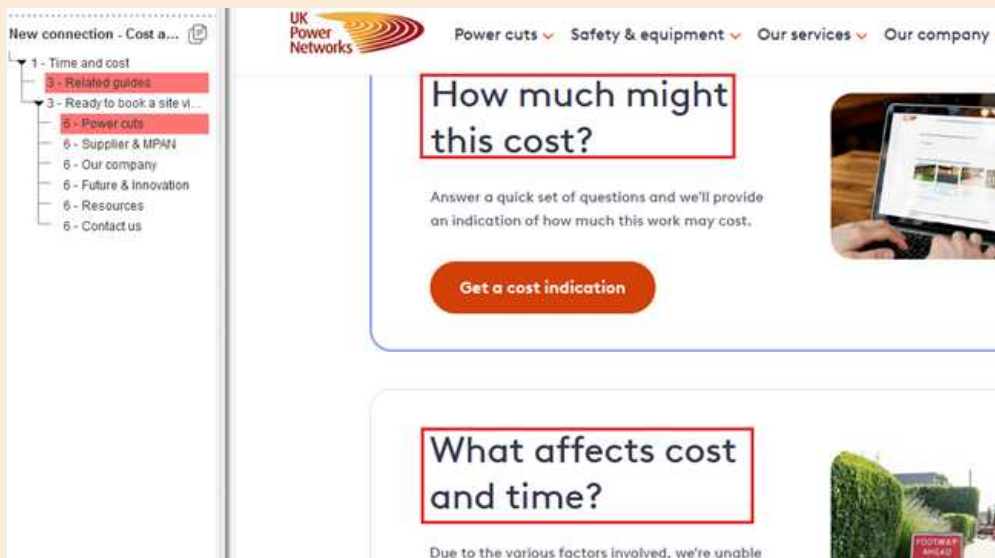 New connection - Cost a...
1 - Time and cost
3 - Related guides
3 - Ready to book a site vi...
6 - Power cuts
6 - Supplier & MPAN
6 - Our company
6 - Future & Innovation
6 - Resources
6 - Contact us
UK
Power
Networks
Power cuts Safety & equipment Our services Our company
How much might
this cost?
Answer a quick set of questions and we'll provide
an indication of how much this work may cost.
Get a cost indication
What affects cost
and time?
Due to the various factors involved, we're unable
FOOTWAY
AHEAD